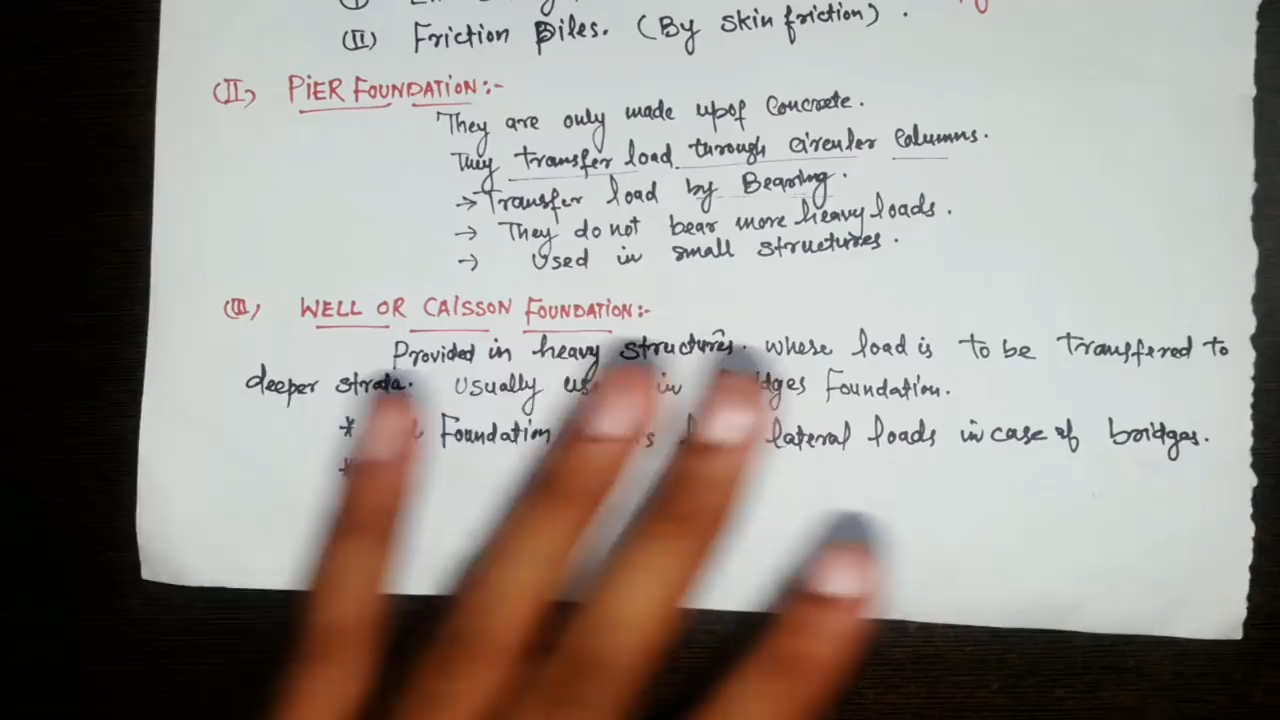 (II) Friction Piles. (By skin friction).
(II) PIER FOUNDATION:-
They are only made up of Concrete.
They transfer load through circular columns.
→ Transfer load by Bearing.
→ They do not bear more heavy loads.
→ Used in small structures.
(III) WELL OR CAISSON FOUNDATION:-
Provided in heavy structures. where load is to be transfered to
deeper strata. Usually in Foundation.
* Foundation lateral loads in case of bridges.
*